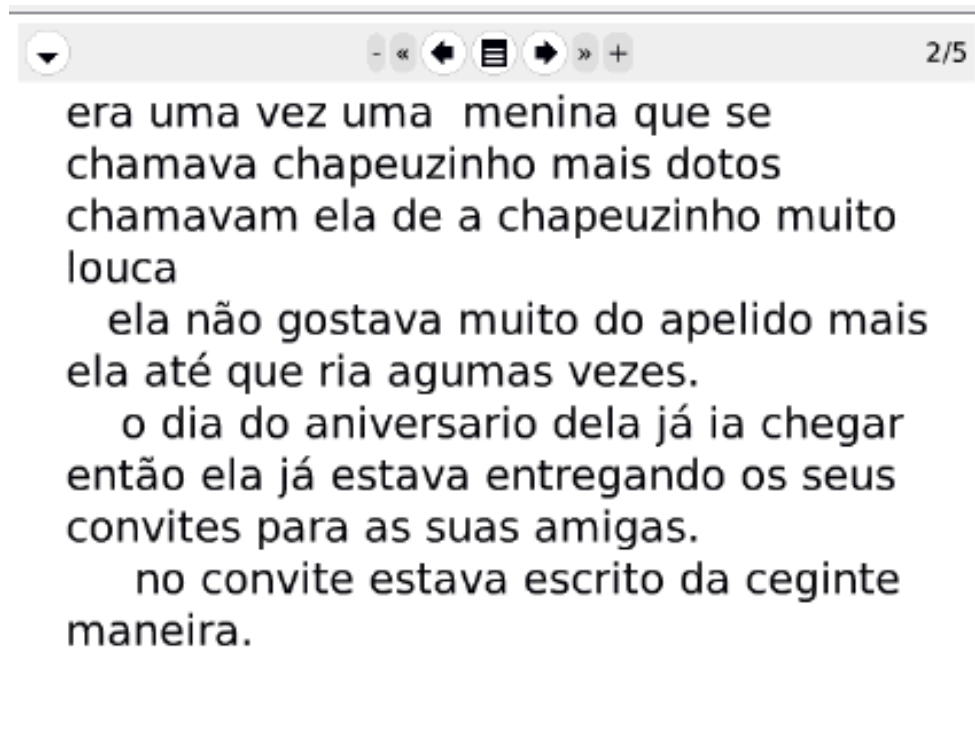 - « » + 2/5
era uma vez uma  menina que se
chamava chapeuzinho mais dotos
chamavam ela de a chapeuzinho muito
louca
ela não gostava muito do apelido mais
ela até que ria agumas vezes.
o dia do aniversario dela já ia chegar
então ela já estava entregando os seus
convites para as suas amigas.
no convite estava escrito da ceginte
maneira.